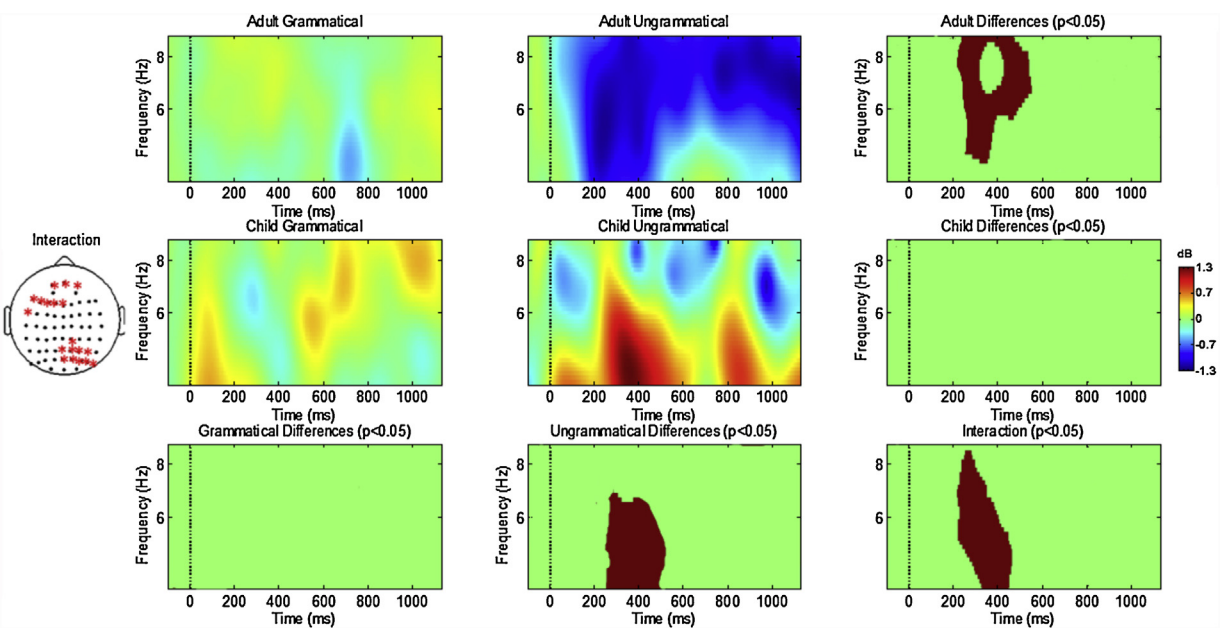 Adult Grammatical
Adult Ungrammatical
Adult Differences (p<0.05)
Frequency (Hz)
8
6
0 200 400 600 800 1000
Time (ms)
Frequency (Hz)
8
6
0 200 400 600 800 1000
Time (ms)
Frequency (Hz)
8
6
0 200 400 600 800 1000
Time (ms)
Interaction
Child Grammatical
Child Ungrammatical
Child Differences (p<0.05)
Frequency (Hz)
8
6
0 200 400 600 800 1000
Time (ms)
Frequency (Hz)
8
6
0 200 400 600 800 1000
Time (ms)
Frequency (Hz)
8
6
0 200 400 600 800 1000
Time (ms)
dB
1.3
0.7
0
-0.7
-1.3
Grammatical Differences (p<0.05)
Ungrammatical Differences (p<0.05)
Interaction (p<0.05)
Frequency (Hz)
8
6
0 200 400 600 800 1000
Time (ms)
Frequency (Hz)
8
6
0 200 400 600 800 1000
Time (ms)
Frequency (Hz)
8
6
0 200 400 600 800 1000
Time (ms)